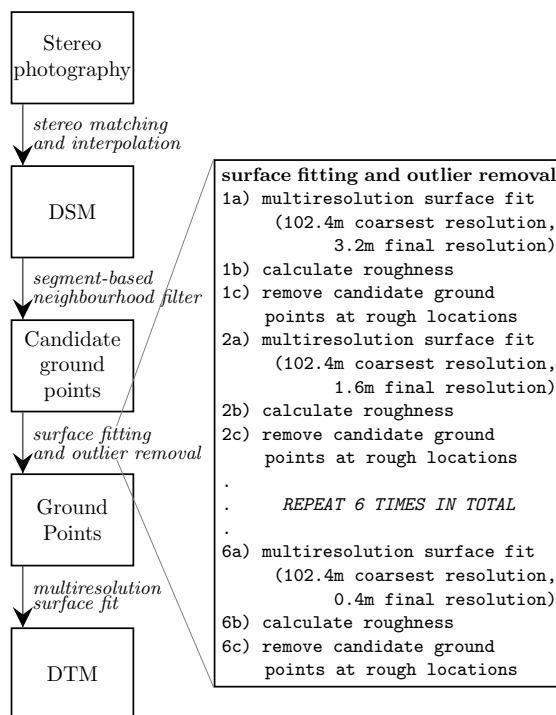 Stereo
photography
stereo matching
and interpolation
DSM
segment-based
neighbourhood filter
Candidate
ground
points
surface fitting
and outlier removal
Ground
Points
multiresolution
surface fit
DTM
surface fitting and outlier removal
1a) multiresolution surface fit
(102.4m coarsest resolution,
3.2m final resolution)
1b) calculate roughness
1c) remove candidate ground
points at rough locations
2a) multiresolution surface fit
(102.4m coarsest resolution,
1.6m final resolution)
2b) calculate roughness
2c) remove candidate ground
points at rough locations
.
. REPEAT 6 TIMES IN TOTAL
.
6a) multiresolution surface fit
(102.4m coarsest resolution,
0.4m final resolution)
6b) calculate roughness
6c) remove candidate ground
points at rough locations